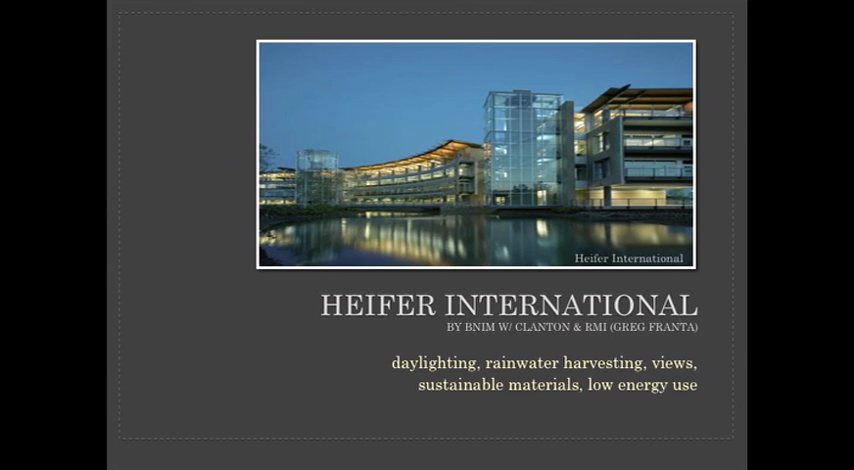 Heifer International
HEIFER INTERNATIONAL
BY BNIM W/ CLANTON & RMI (GREG FRANTA)
daylighting, rainwater harvesting, views,
sustainable materials, low energy use